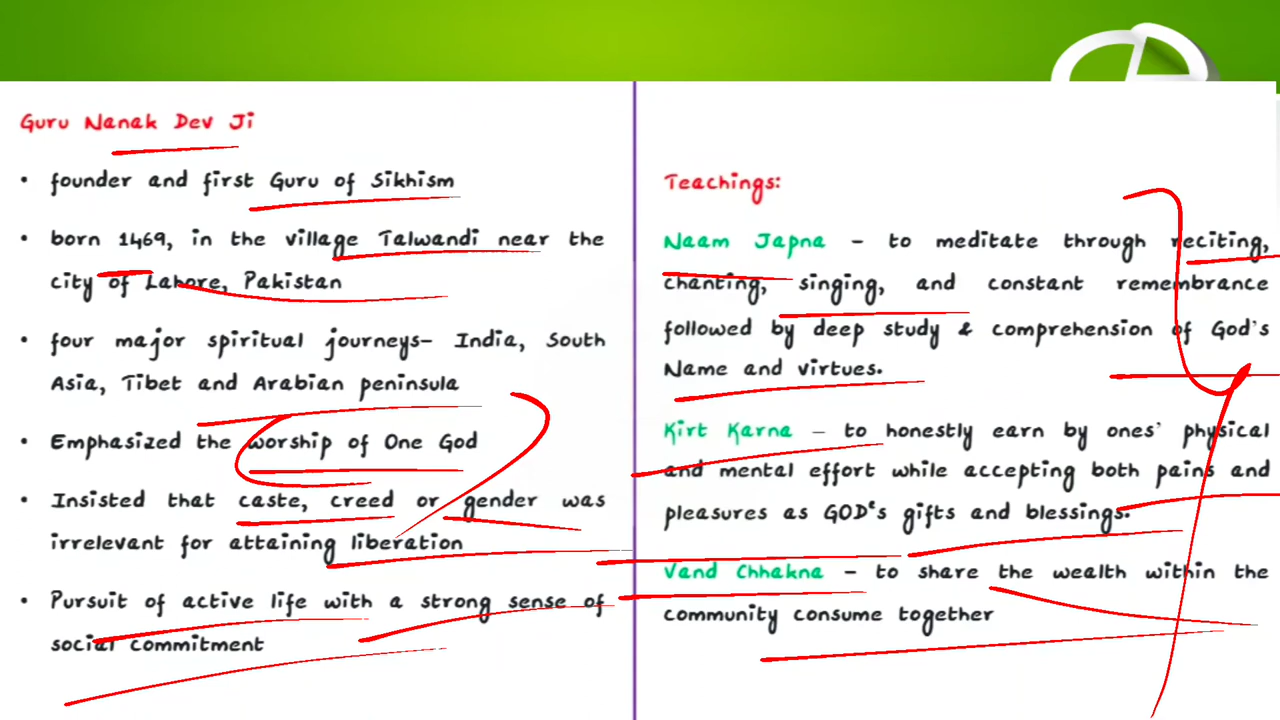 Guru Nanak Dev Ji
• founder and first Guru of Sikhism
• born 1469, in the village Talwandi near the
city of Lahore, Pakistan
• four major spiritual journeys- India, South
Asia, Tibet and Arabian peninsula
• Emphasized the worship of One God
• Insisted that caste, creed or gender was
irrelevant for attaining liberation
• Pursuit of active life with a strong sense of
social commitment
Teachings:
Naam Japna - to meditate through reciting,
chanting, singing, and constant remembrance
followed by deep study & comprehension of God's
Name and virtues.
Kirt Karna – to honestly earn by ones' physical
and mental effort while accepting both pains and
pleasures as GOD's gifts and blessings.
Vand Chhakna - to share the wealth within the
community consume together